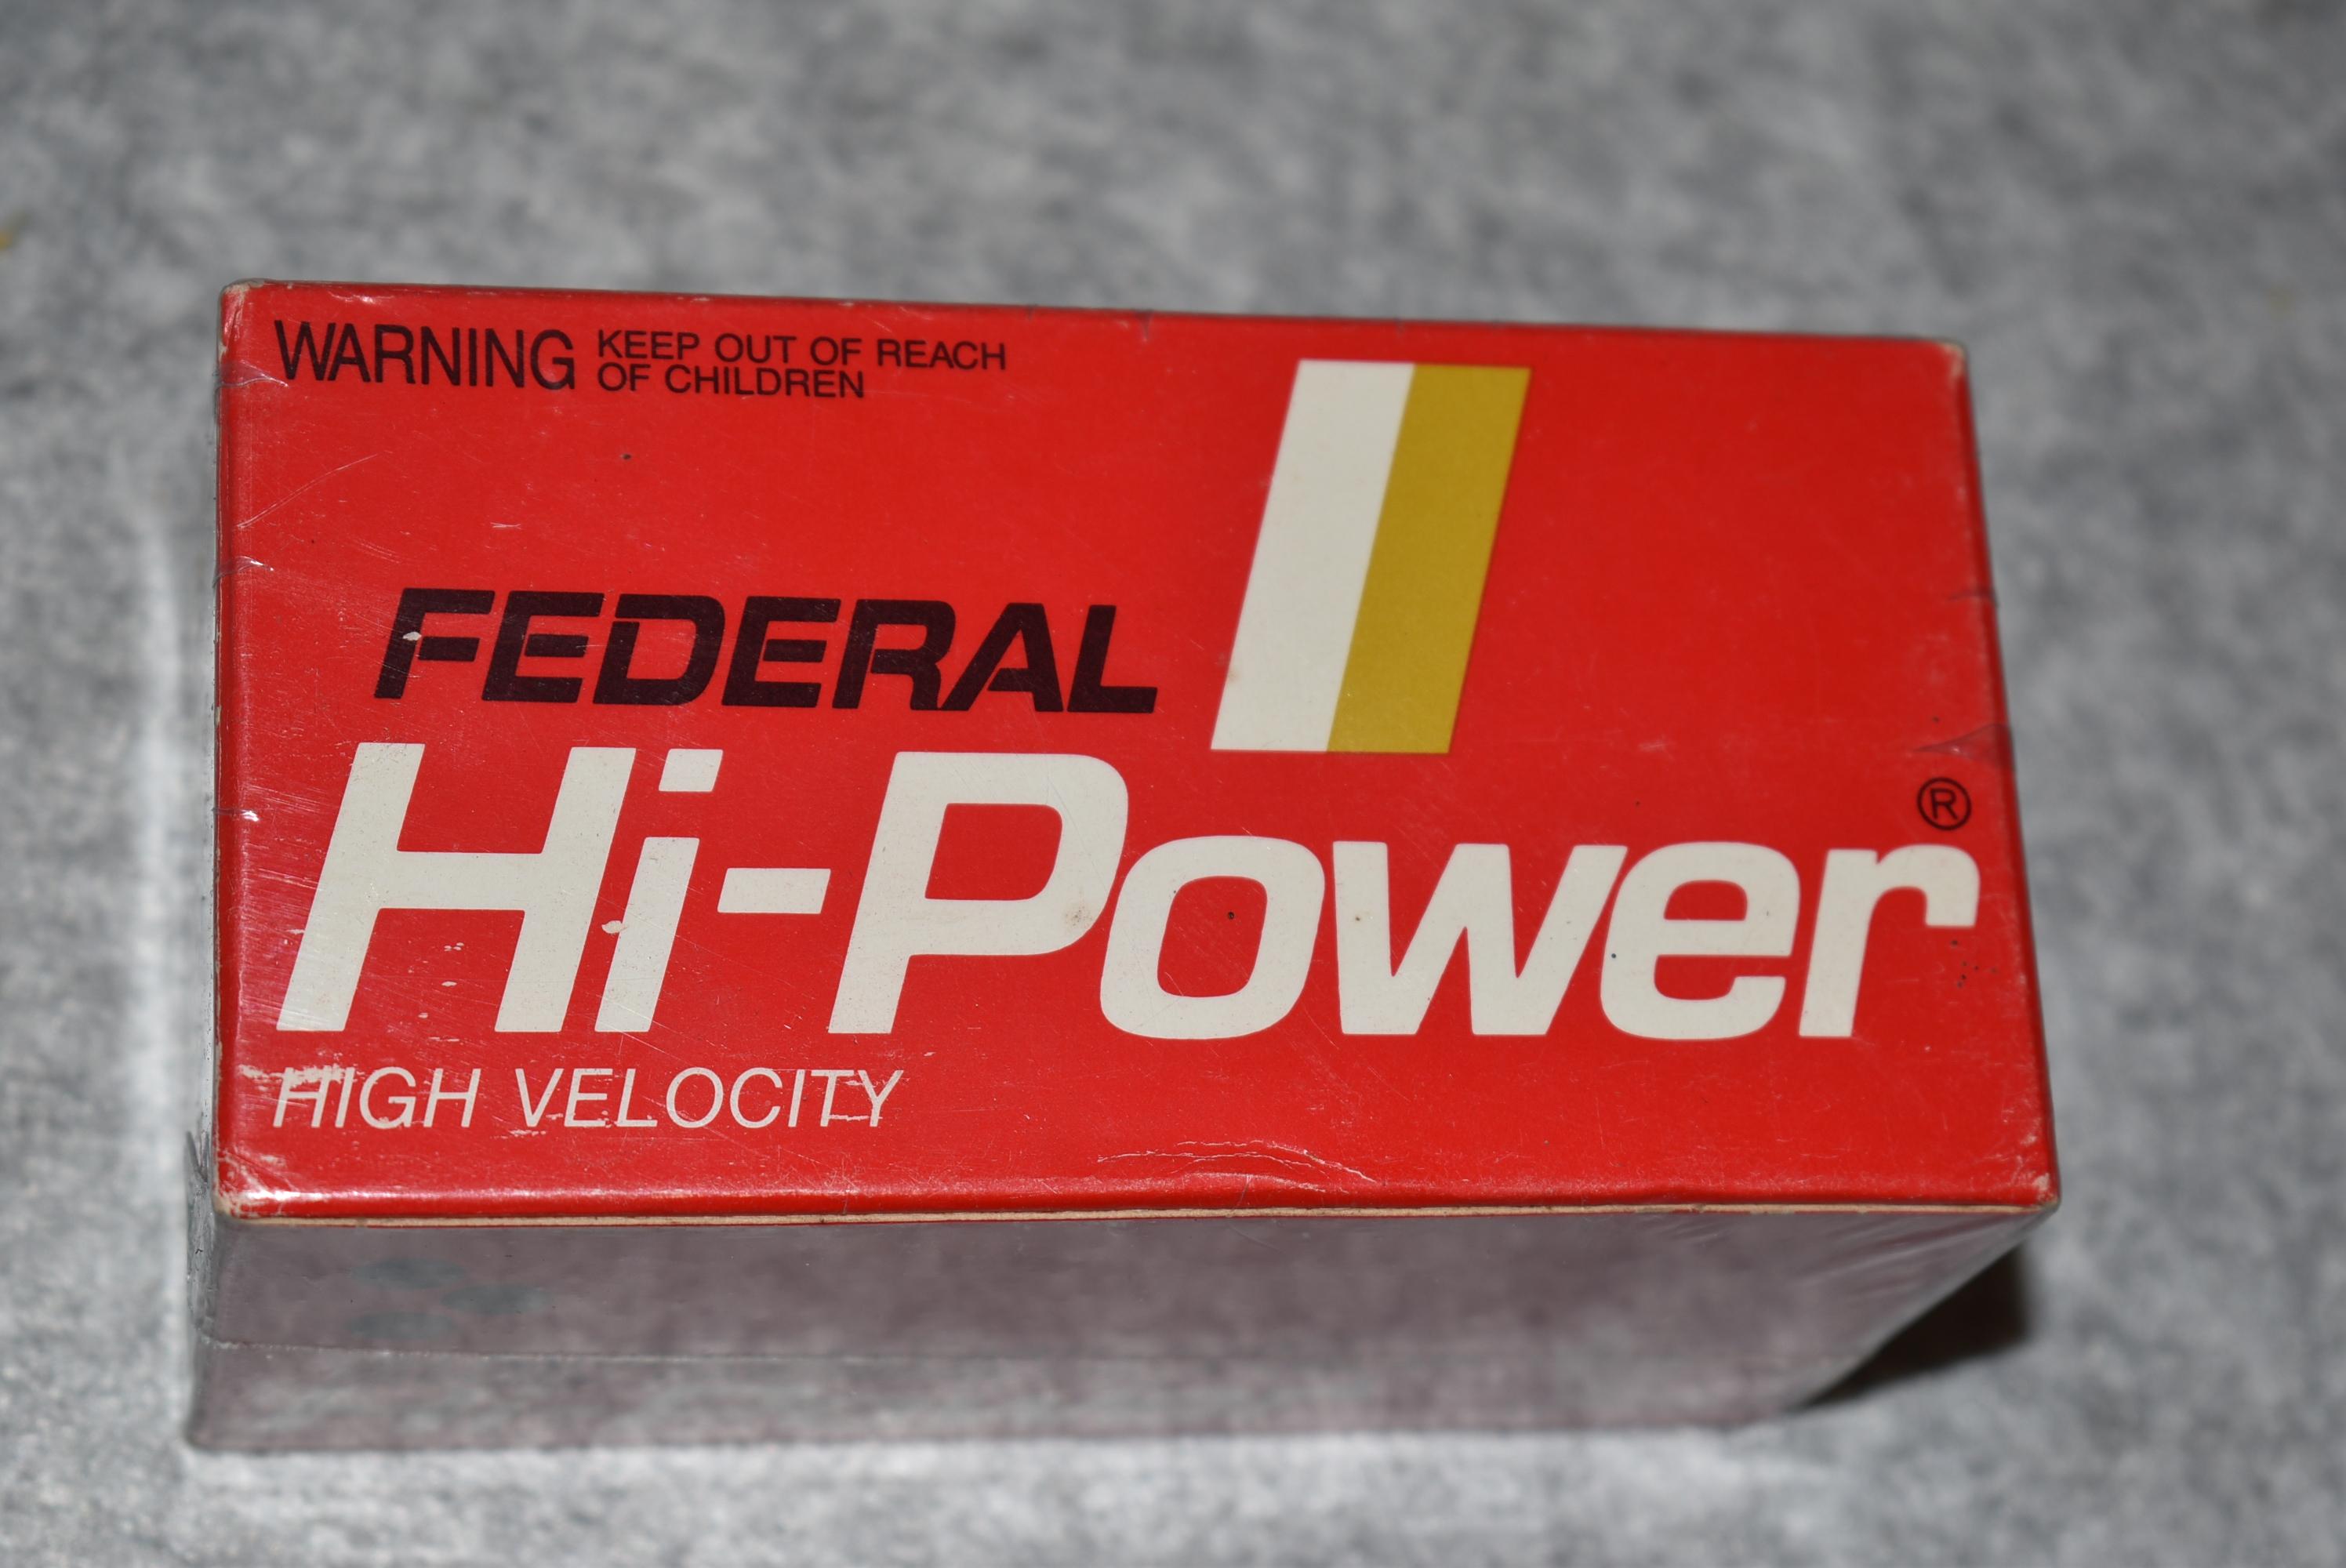 WARNING KEEP OUT OF REACH
OF CHILDREN
FEDERAL
Hi-Power®
HIGH VELOCITY